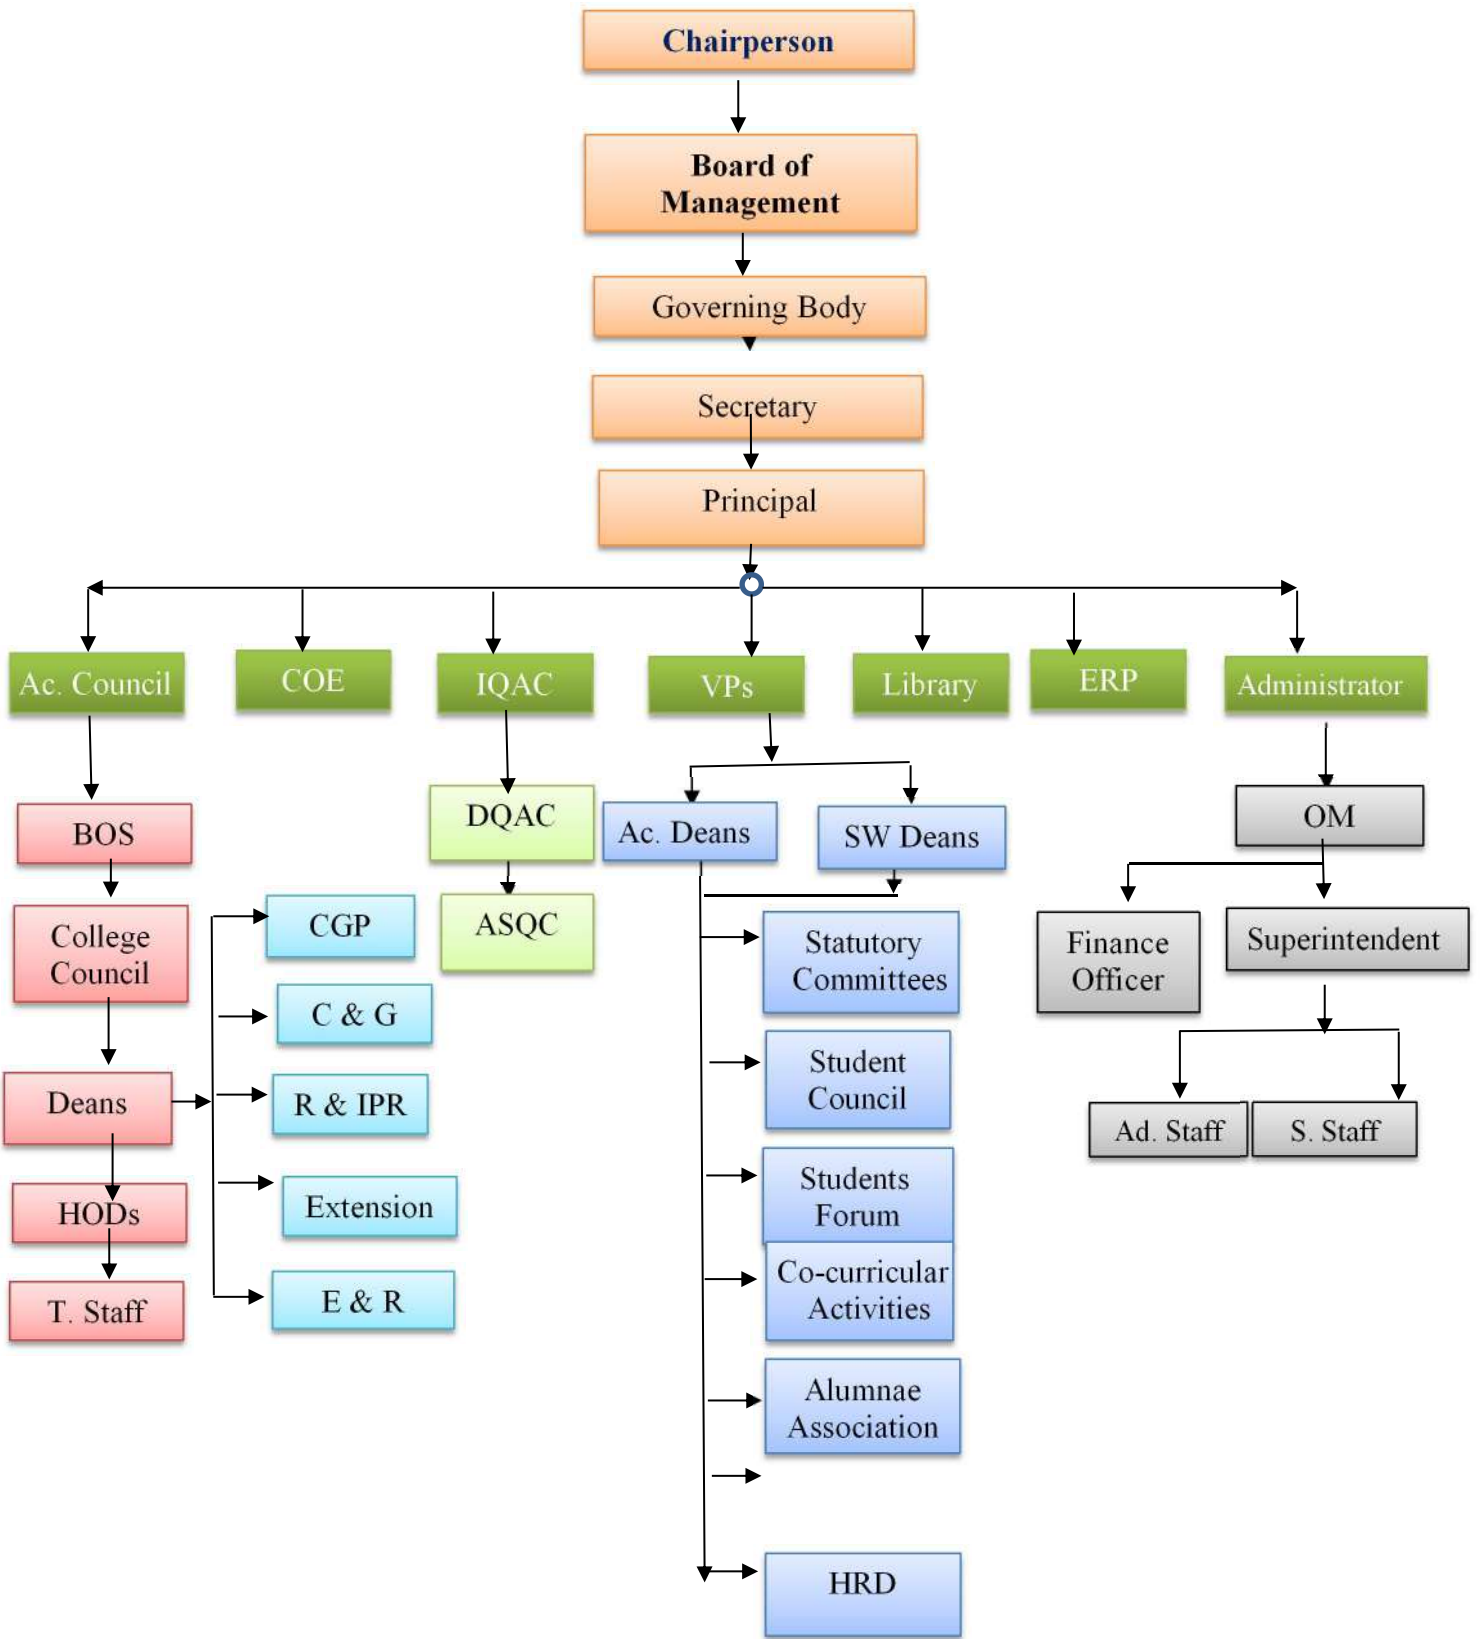 Chairperson
Board of
Management
Governing Body
Secretary
Principal
Ac. Council
COE
IQAC
VPs
Library
ERP
Administrator
BOS
DQAC
Ac. Deans
SW Deans
OM
College
Council
CGP
ASQC
Statutory
Committees
Finance
Officer
Superintendent
C & G
Student
Council
Deans
R & IPR
Ad. Staff
S. Staff
HODs
Extension
Students
Forum
T. Staff
E & R
Co-curricular
Activities
Alumnae
Association
HRD